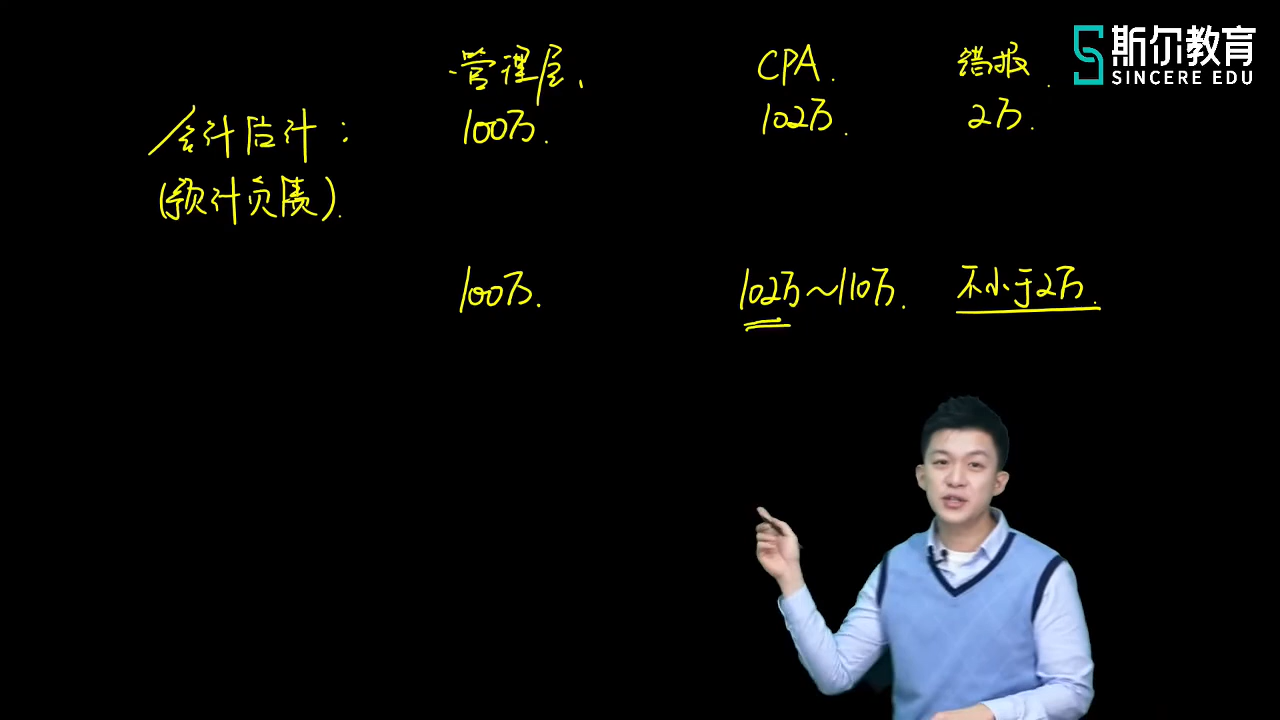 斯尔教育
SINCERE EDU
管理层、 CPA. 错报.
会计估计： 100万. 102万. 2万.
(预计负债).
100万. 102万~110万. 不小于2万.